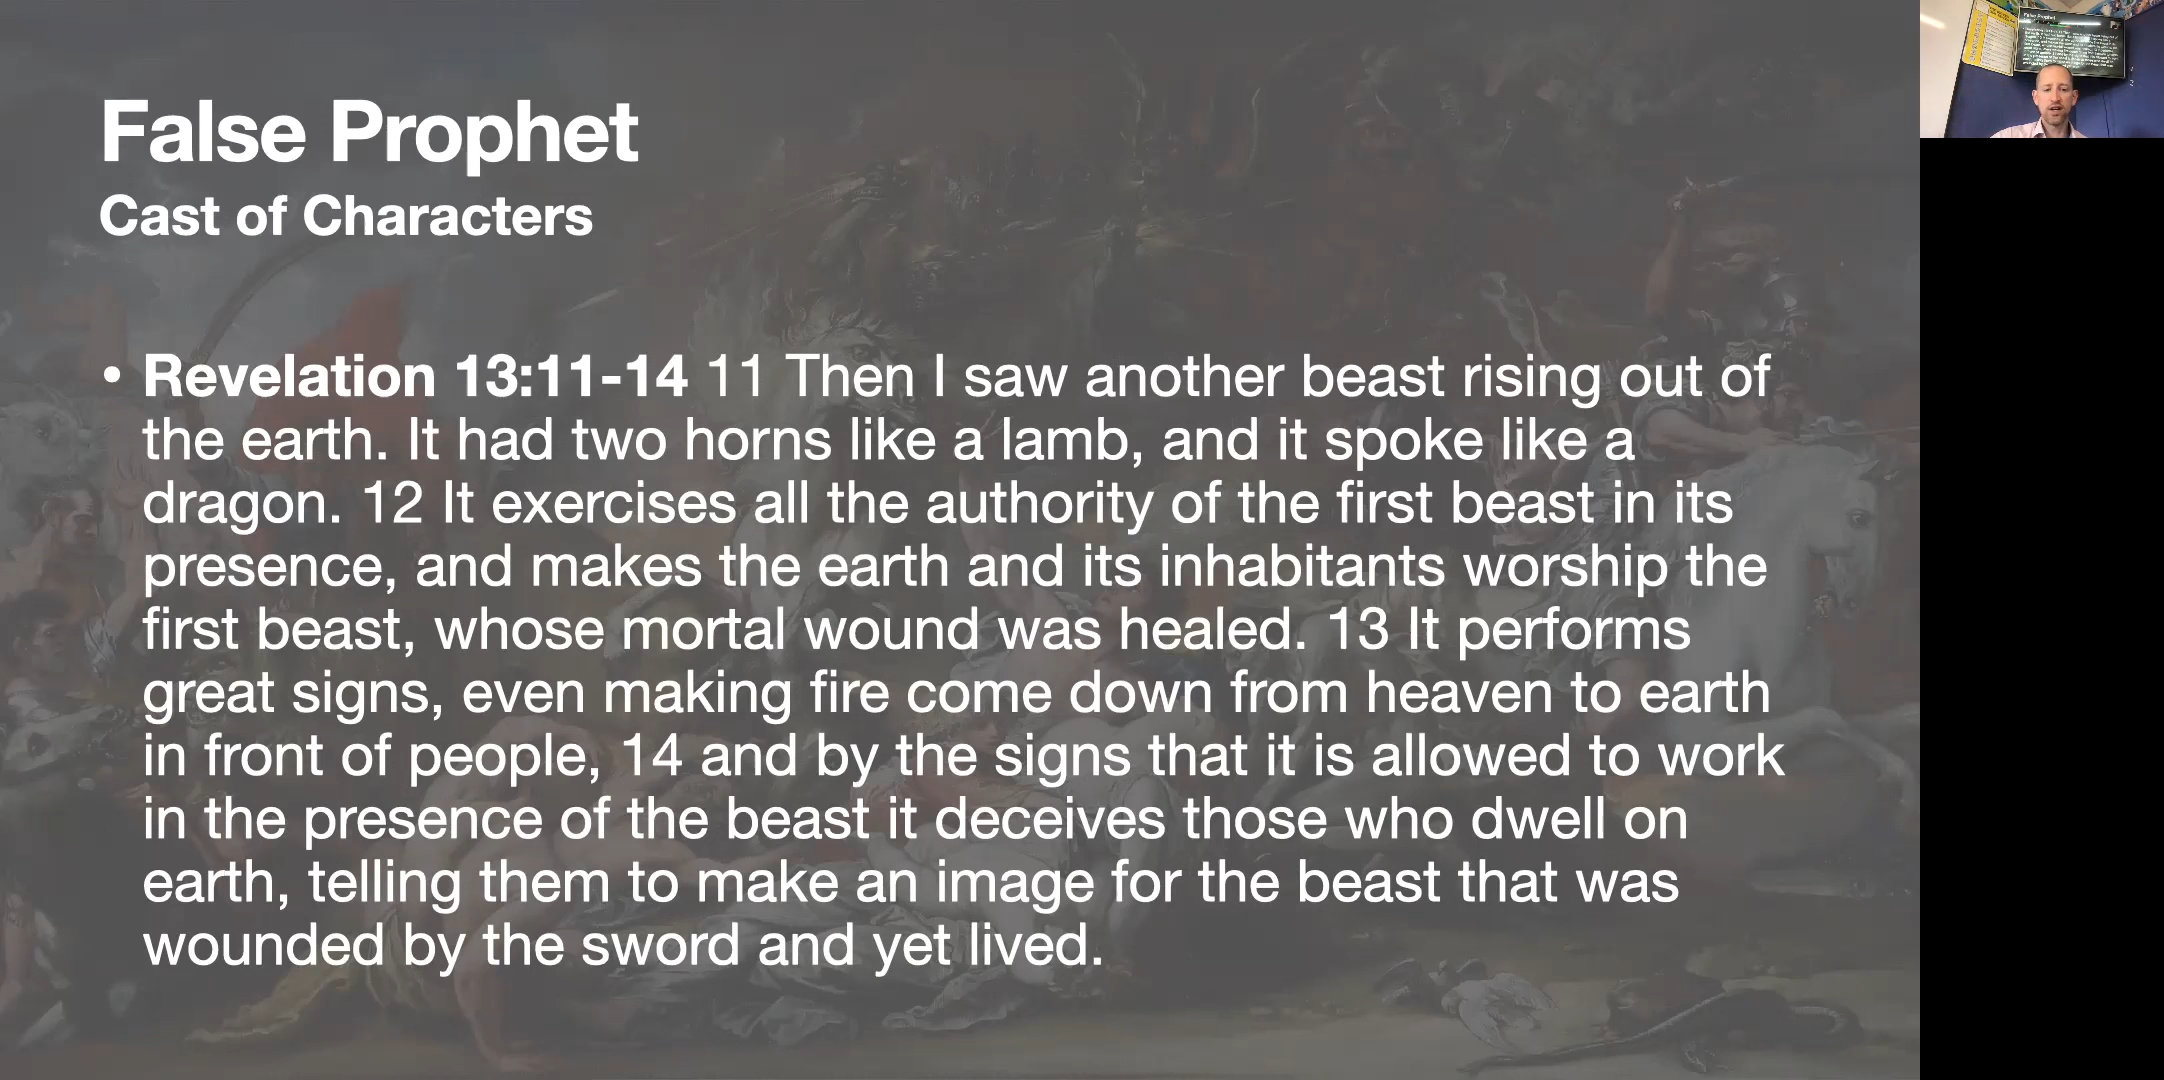 False Prophet
Cast of Characters
• Revelation 13:11-14 11 Then I saw another beast rising out of
the earth. It had two horns like a lamb, and it spoke like a
dragon. 12 It exercises all the authority of the first beast in its
presence, and makes the earth and its inhabitants worship the
first beast, whose mortal wound was healed. 13 It performs
great signs, even making fire come down from heaven to earth
in front of people, 14 and by the signs that it is allowed to work
in the presence of the beast it deceives those who dwell on
earth, telling them to make an image for the beast that was
wounded by the sword and yet lived.
False Prophet